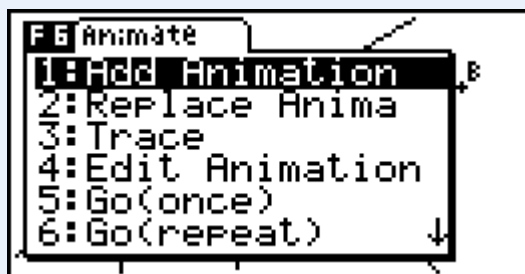 F6 Animate
1:Add Animation
2:Replace Anima
3:Trace
4:Edit Animation
5:Go(once)
6:Go(repeat)
B